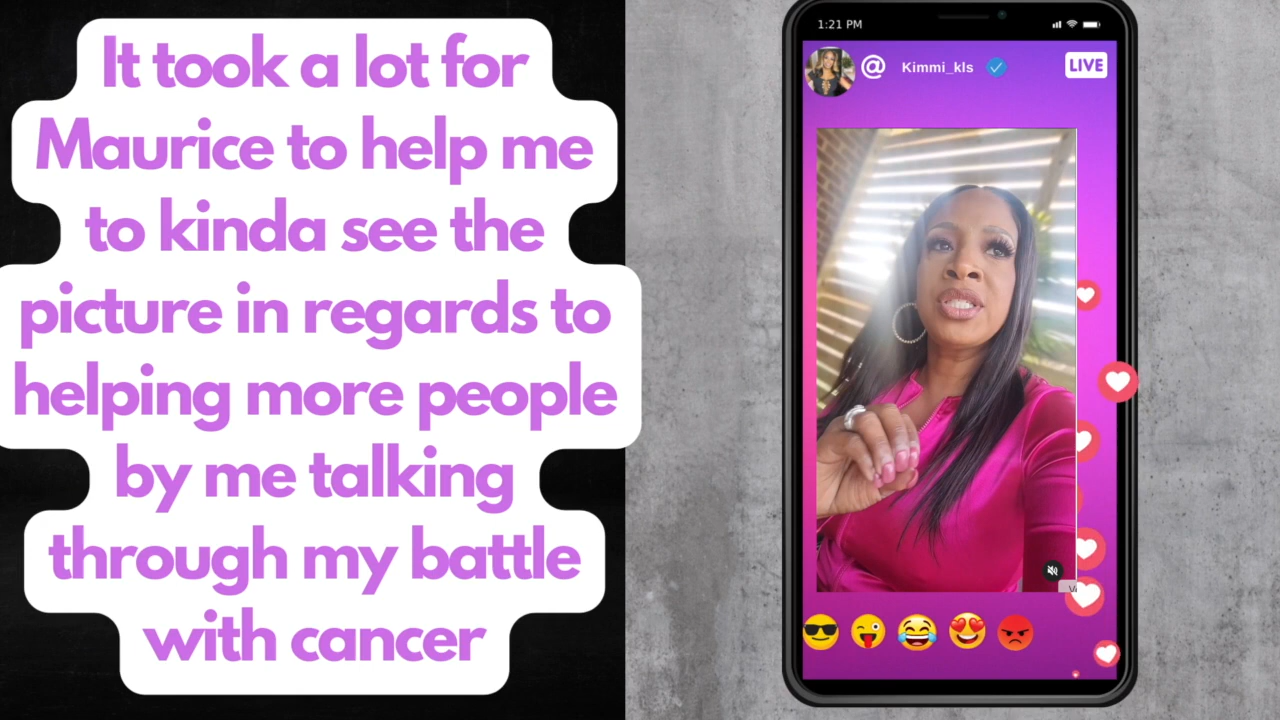 It took a lot for
Maurice to help me
to kinda see the
picture in regards to
helping more people
by me talking
through my battle
with cancer
1:21 PM
@ Kimmi_kls
LIVE